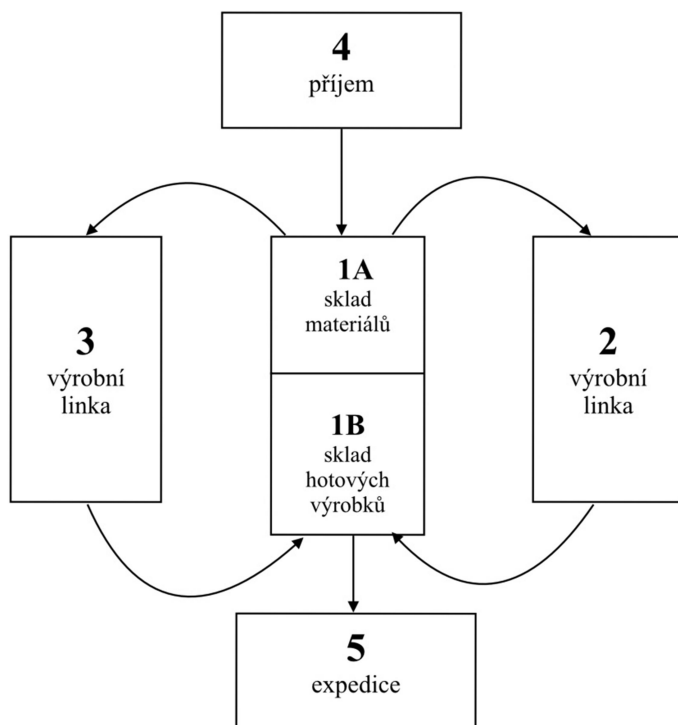 4
příjem
1A
sklad
materiálů
3
výrobní
linka
2
výrobní
linka
1B
sklad
hotových
výrobků
5
expedice